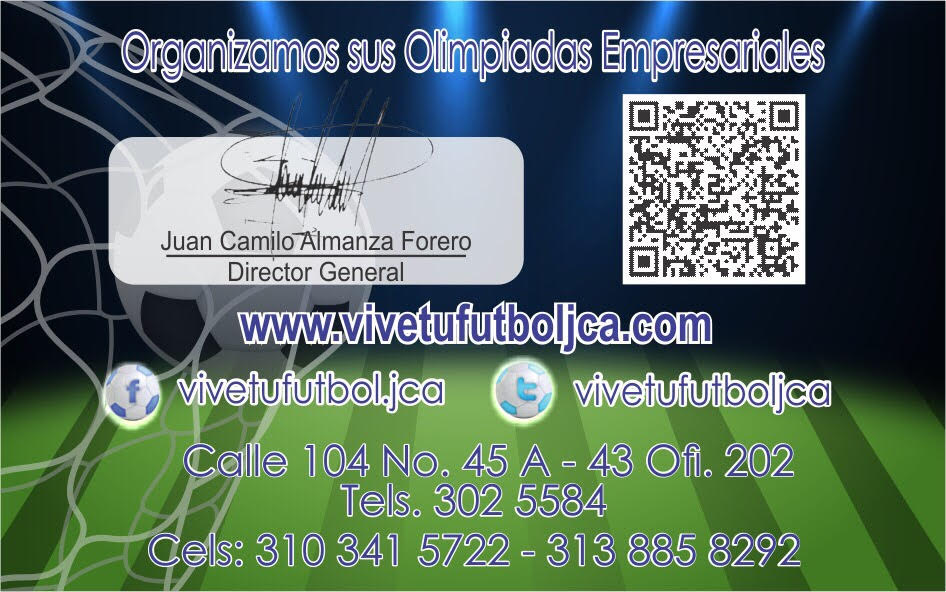 Organizamos sus Olimpiadas Empresariales
Juan Camilo Almanza Forero
Director General
www.vivetufutboljca.com
f vivetufutbol.jca t vivetufutboljca
Calle 104 No. 45 A - 43 Ofi. 202
Tels. 302 5584
Cels: 310 341 5722 - 313 885 8292